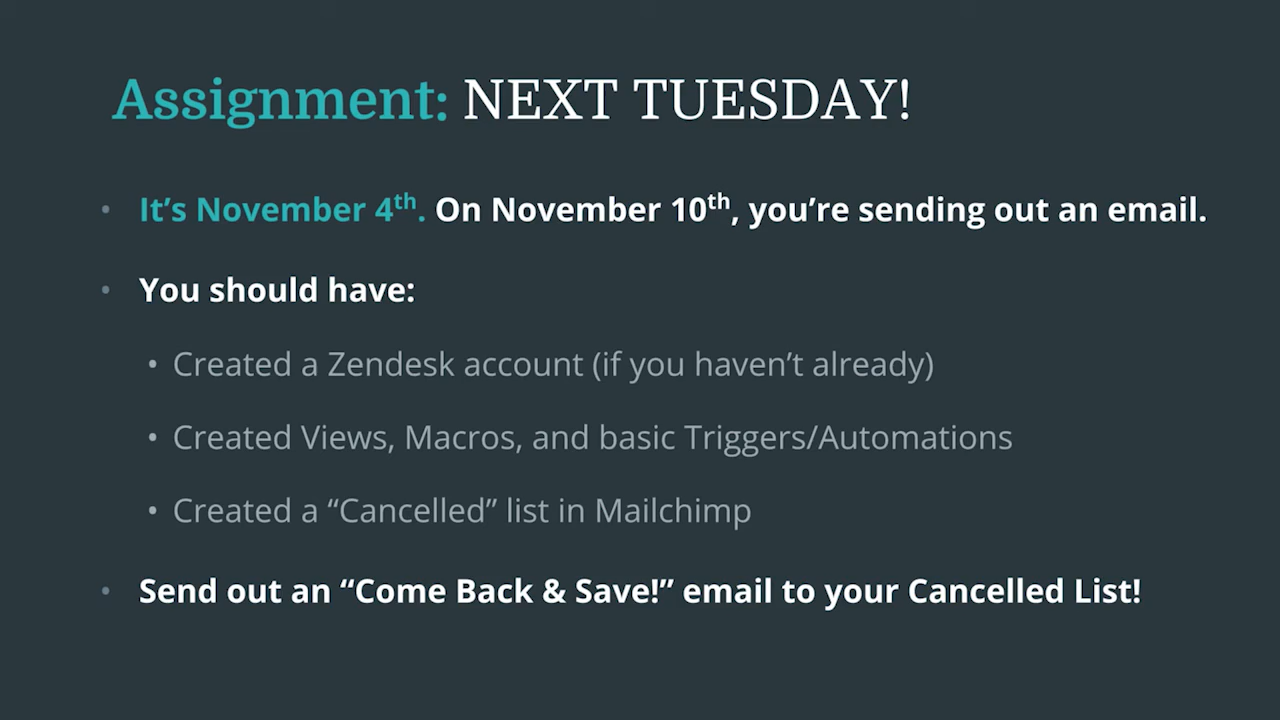 Assignment: NEXT TUESDAY!
• It’s November 4th. On November 10th, you’re sending out an email.
• You should have:
• Created a Zendesk account (if you haven’t already)
• Created Views, Macros, and basic Triggers/Automations
• Created a “Cancelled” list in Mailchimp
• Send out an “Come Back & Save!” email to your Cancelled List!